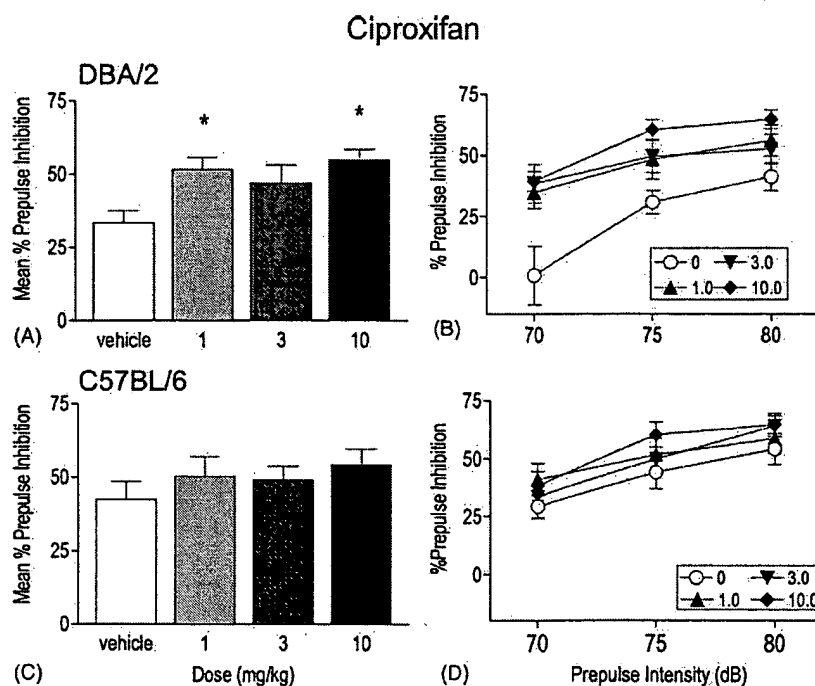 Ciproxifan
DBA/2
75
50
25
0
Mean % Prepulse Inhibition
*
*
vehicle
1
3
10
(A)
75
50
25
0
% Prepulse Inhibition
0
3.0
1.0
10.0
70
75
80
(B)
C57BL/6
75
50
25
0
Mean % Prepulse Inhibition
vehicle
1
3
10
Dose (mg/kg)
(C)
75
50
25
0
%Prepulse Inhibition
0
3.0
1.0
10.0
70
75
80
Prepulse Intensity (dB)
(D)